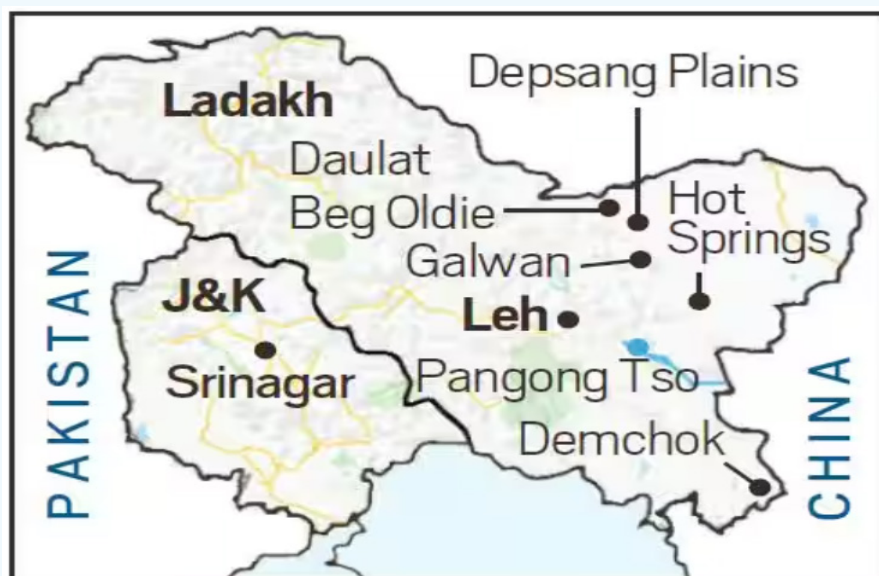 Depsang Plains
Ladakh
Daulat
Beg Oldie
Hot
Springs
Galwan
PAKISTAN
J&K
Leh
Srinagar
Pangong Tso
CHINA
Demchok